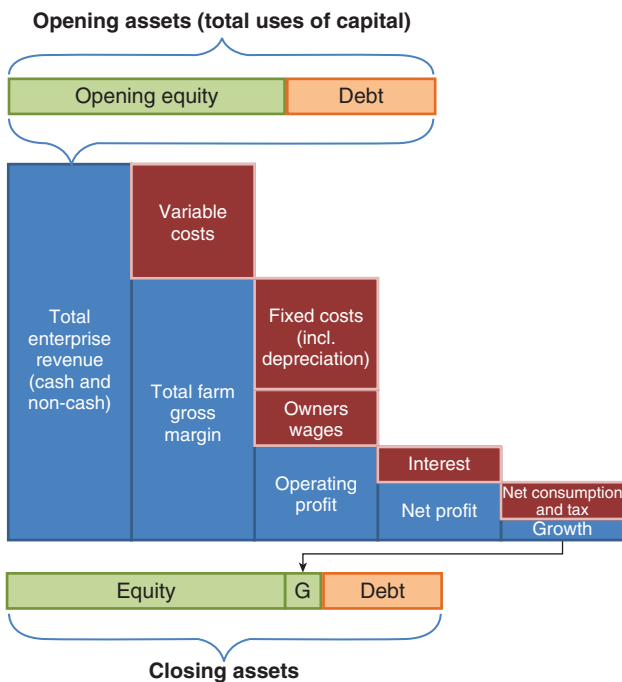 Opening assets (total uses of capital)
Opening equity
Debt
Total
enterprise
revenue
(cash and
non-cash)
Variable
costs
Total farm
gross
margin
Fixed costs
(incl.
depreciation)
Owners
wages
Operating
profit
Interest
Net profit
Net consumption
and tax
Growth
Equity
G
Debt
Closing assets